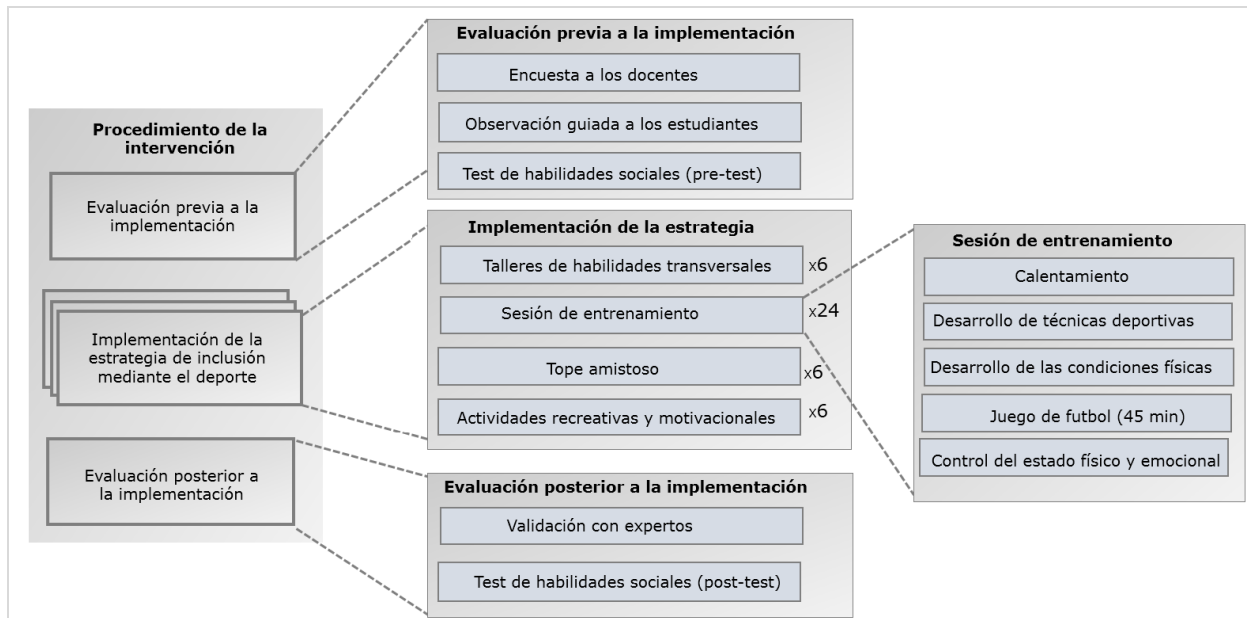 Procedimiento de la
intervención
Evaluación previa a la
implementación
Implementación de la
estrategia de inclusión
mediante el deporte
Evaluación posterior a
la implementación
Evaluación previa a la implementación
Encuesta a los docentes
Observación guiada a los estudiantes
Test de habilidades sociales (pre-test)
Implementación de la estrategia
Talleres de habilidades transversales x6
Sesión de entrenamiento x24
Tope amistoso x6
Actividades recreativas y motivacionales x6
Evaluación posterior a la implementación
Validación con expertos
Test de habilidades sociales (post-test)
Sesión de entrenamiento
Calentamiento
Desarrollo de técnicas deportivas
Desarrollo de las condiciones físicas
Juego de futbol (45 min)
Control del estado físico y emocional